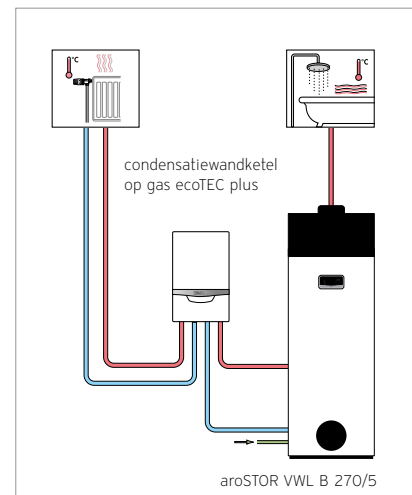 °C
°C
condensatiewandketel
op gas ecoTEC plus
aroSTOR VWL B 270/5